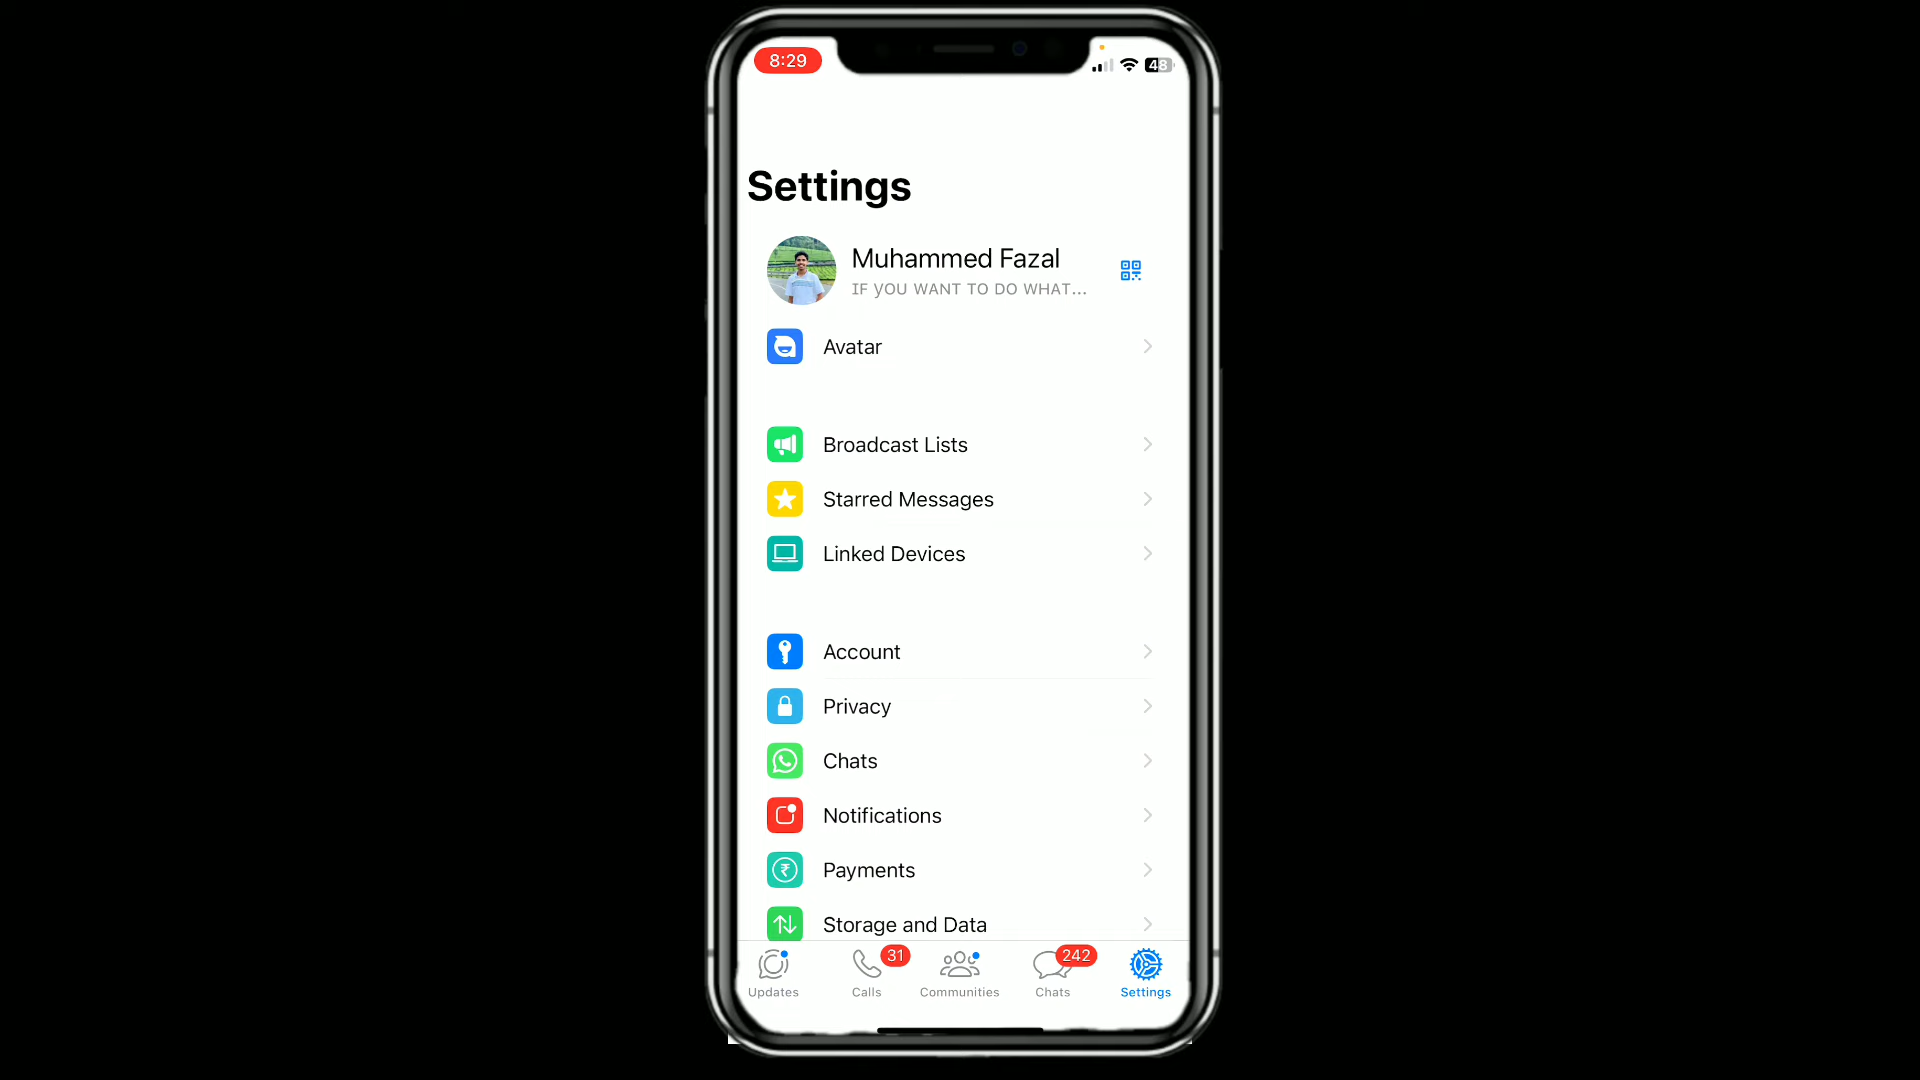 8:29
48
Settings
Muhammed Fazal
IF yOU WANT TO DO WHAT...
Avatar
Broadcast Lists
Starred Messages
Linked Devices
Account
Privacy
Chats
Notifications
Payments
Storage and Data
31
242
Updates
Calls
Communities
Chats
Settings